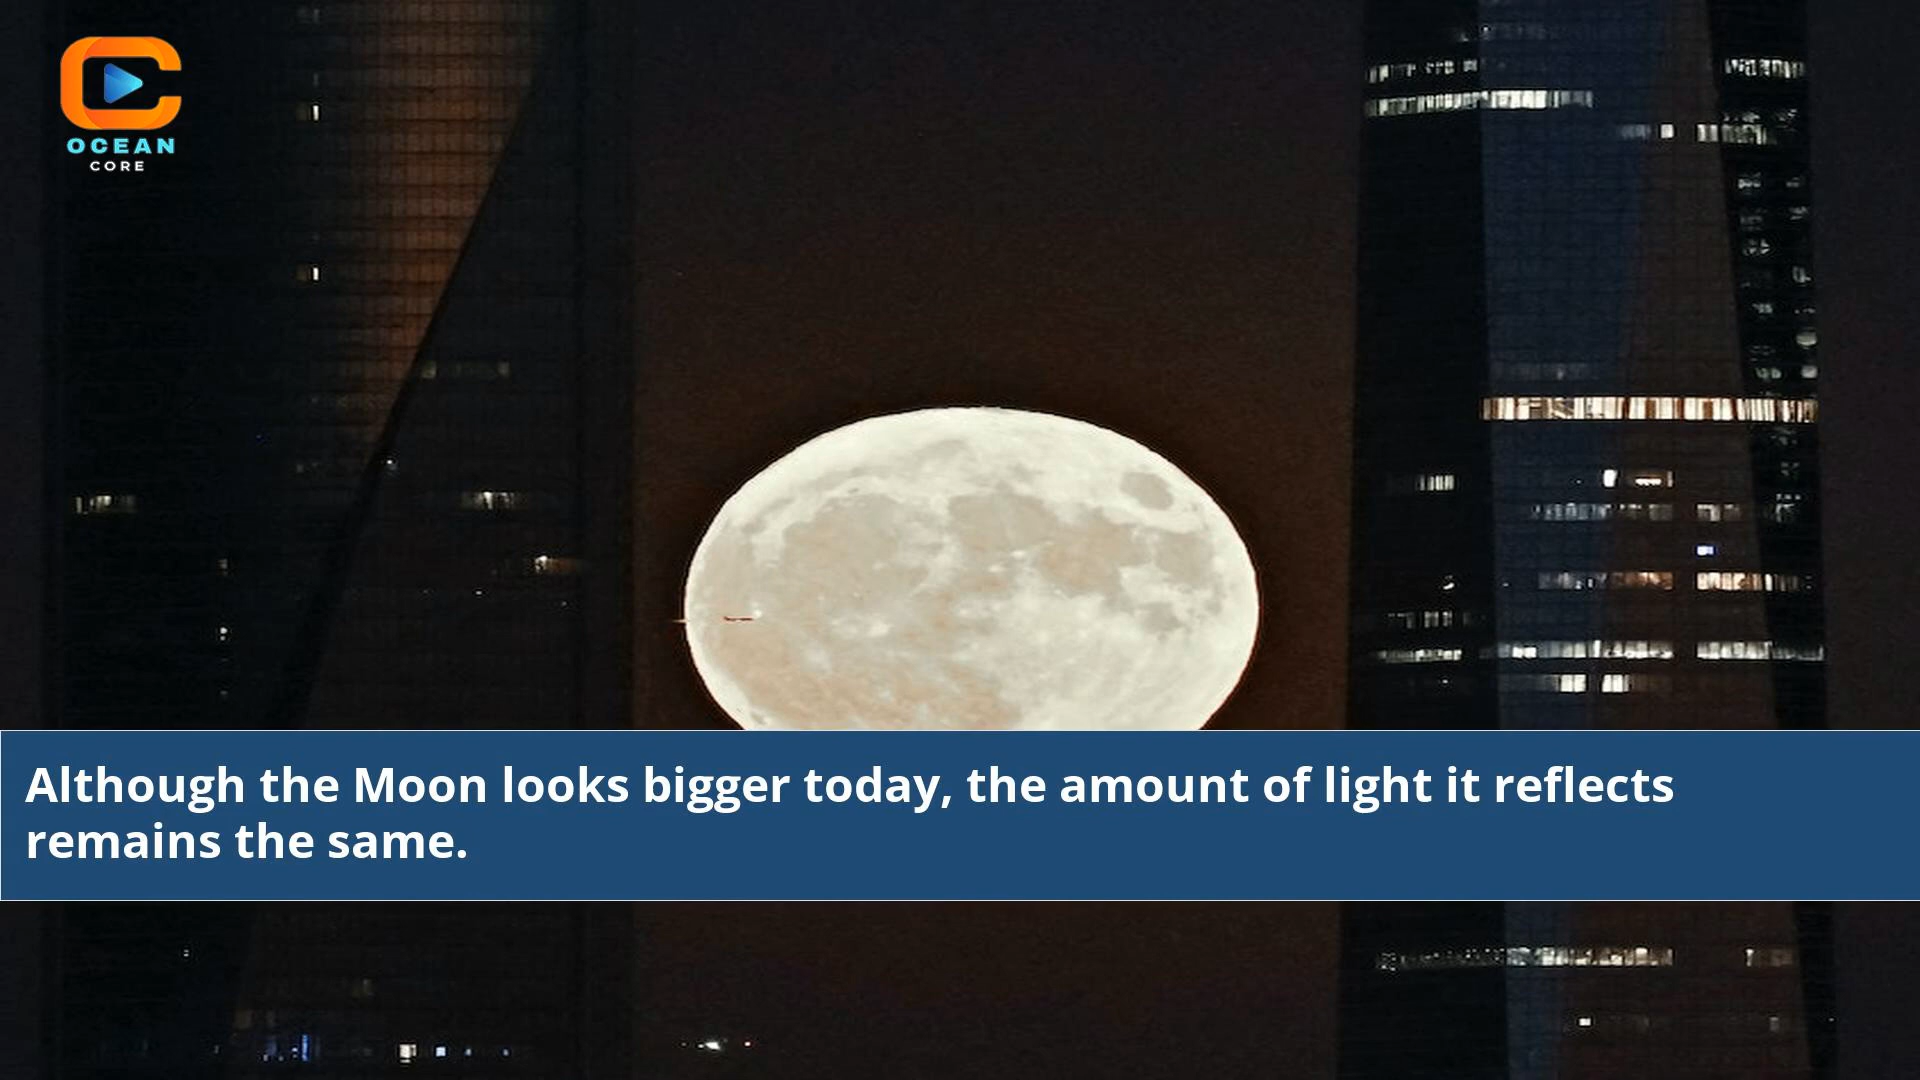 OCEAN
CORE
Although the Moon looks bigger today, the amount of light it reflects
remains the same.